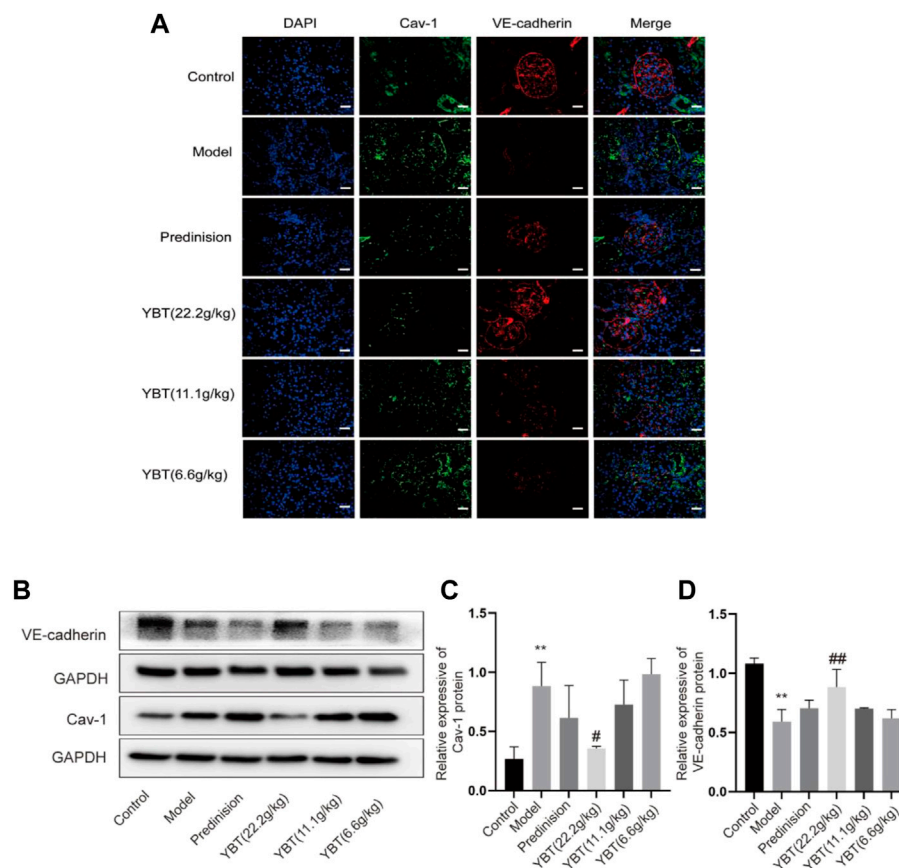 A
DAPI Cav-1 VE-cadherin Merge
Control
Model
Predinision
YBT(22.2g/kg)
YBT(11.1g/kg)
YBT(6.6g/kg)
B
VE-cadherin
GAPDH
Cav-1
GAPDH
Control
Model
Predinision
YBT(22.2g/kg)
YBT(11.1g/kg)
YBT(6.6g/kg)
C
Relative expressive of
Cav-1 protein
1.5
1.0
0.5
0.0
**
#
Control
Model
Predinision
YBT(22.2g/kg)
YBT(11.1g/kg)
YBT(6.6g/kg)
D
Relative expressive of
VE-cadherin protein
1.5
1.0
0.5
0.0
**
##
Control
Model
Predinision
YBT (22.2g/kg)
YBT(11.1g/kg)
YBT(6.6g/kg)